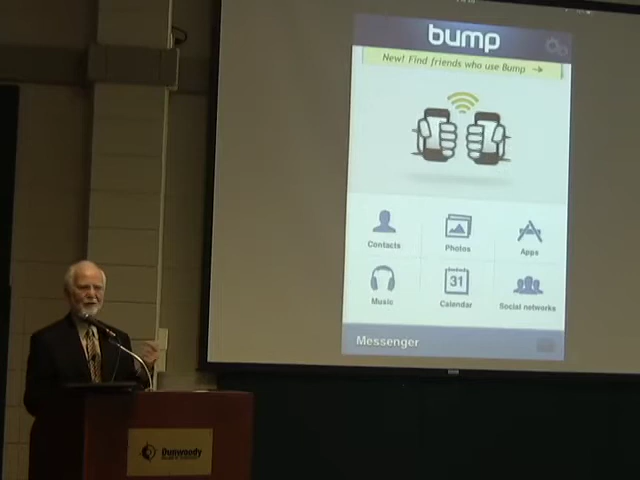 bump
New! Find friends who use Bump →
Contacts
Photos
Apps
Music
31
Calendar
Social networks
Messenger
Dunwoody